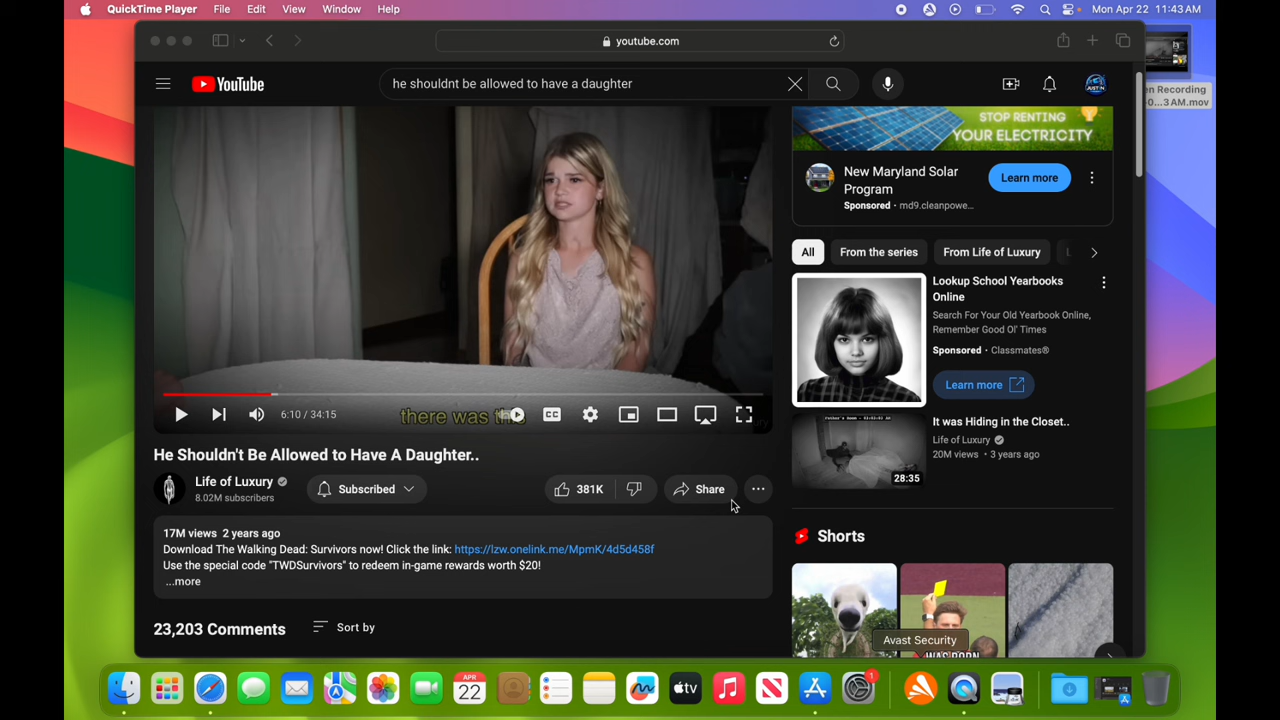 QuickTime Player File Edit View Window Help Mon Apr 22 11:43 AM
youtube.com
YouTube he shouldnt be allowed to have a daughter JUSTIN
en Recording
0...3 AM.mov
STOP RENTING
YOUR ELECTRICITY
New Maryland Solar
Program
Learn more
Sponsored · md9.cleanpowe...
All From the series From Life of Luxury
Lookup School Yearbooks
Online
Search For Your Old Yearbook Online,
Remember Good Ol' Times
Sponsored · Classmates®
Learn more
6:10 / 34:15
there was
CC
He Shouldn't Be Allowed to Have A Daughter..
Life of Luxury
8.02M subscribers
Subscribed
381K
Share
It was Hiding in the Closet..
Life of Luxury
20M views · 3 years ago
28:35
17M views 2 years ago
Download The Walking Dead: Survivors now! Click the link: https://lzw.onelink.me/MpmK/4d5d458f
Use the special code "TWDSurvivors" to redeem in-game rewards worth $20!
...more
Shorts
23,203 Comments Sort by
Avast Security
WAS BORN
APR
22
tv
1